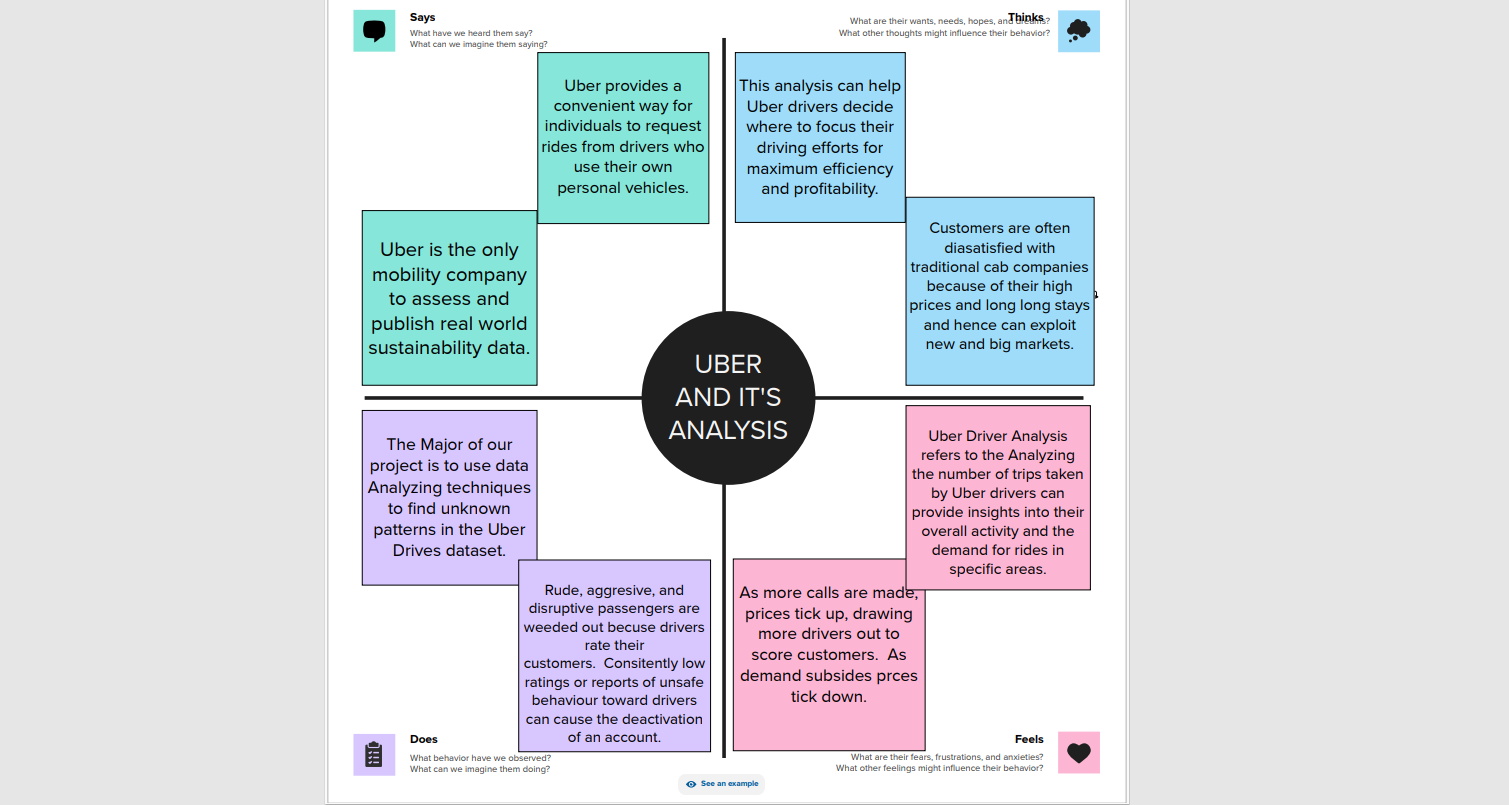 Says
What have we heard them say?
What can we imagine them saying?
Thinks
What are their wants, needs, hopes, and dreams?
What other thoughts might influence their behavior?
Uber provides a
convenient way for
individuals to request
rides from drivers who
use their own
personal vehicles.
This analysis can help
Uber drivers decide
where to focus their
driving efforts for
maximum efficiency
and profitability.
Uber is the only
mobility company
to assess and
publish real world
sustainability data.
Customers are often
diasatisfied with
traditional cab companies
because of their high
prices and long long stays
and hence can exploit
new and big markets.
UBER
AND IT'S
ANALYSIS
The Major of our
project is to use data
Analyzing techniques
to find unknown
patterns in the Uber
Drives dataset.
Uber Driver Analysis
refers to the Analyzing
the number of trips taken
by Uber drivers can
provide insights into their
overall activity and the
demand for rides in
specific areas.
Rude, aggresive, and
disruptive passengers are
weeded out becuse drivers
rate their
customers.  Consitently low
ratings or reports of unsafe
behaviour toward drivers
can cause the deactivation
of an account.
As more calls are made,
prices tick up, drawing
more drivers out to
score customers.  As
demand subsides prces
tick down.
Does
What behavior have we observed?
What can we imagine them doing?
Feels
What are their fears, frustrations, and anxieties?
What other feelings might influence their behavior?
See an example